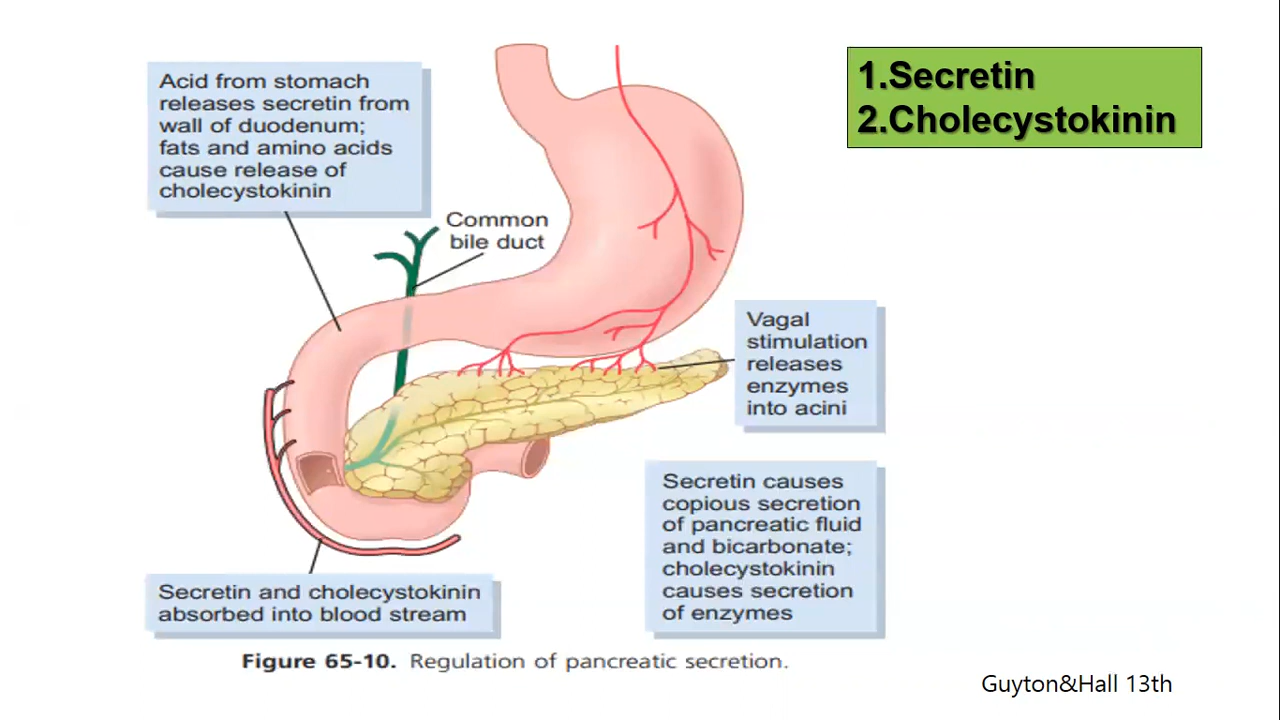 1.Secretin
2.Cholecystokinin
Acid from stomach
releases secretin from
wall of duodenum;
fats and amino acids
cause release of
cholecystokinin
Common
bile duct
Vagal
stimulation
releases
enzymes
into acini
Secretin causes
copious secretion
of pancreatic fluid
and bicarbonate;
cholecystokinin
causes secretion
of enzymes
Secretin and cholecystokinin
absorbed into blood stream
Figure 65-10. Regulation of pancreatic secretion.
Guyton&Hall 13th